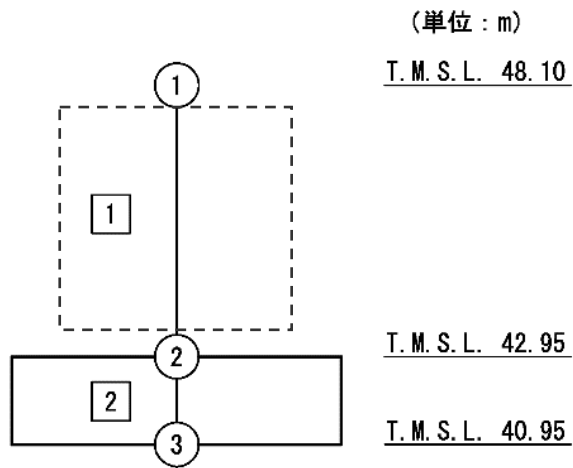 (単位:m)
① T.M.S.L. 48.10
1
② T.M.S.L. 42.95
2
③ T.M.S.L. 40.95